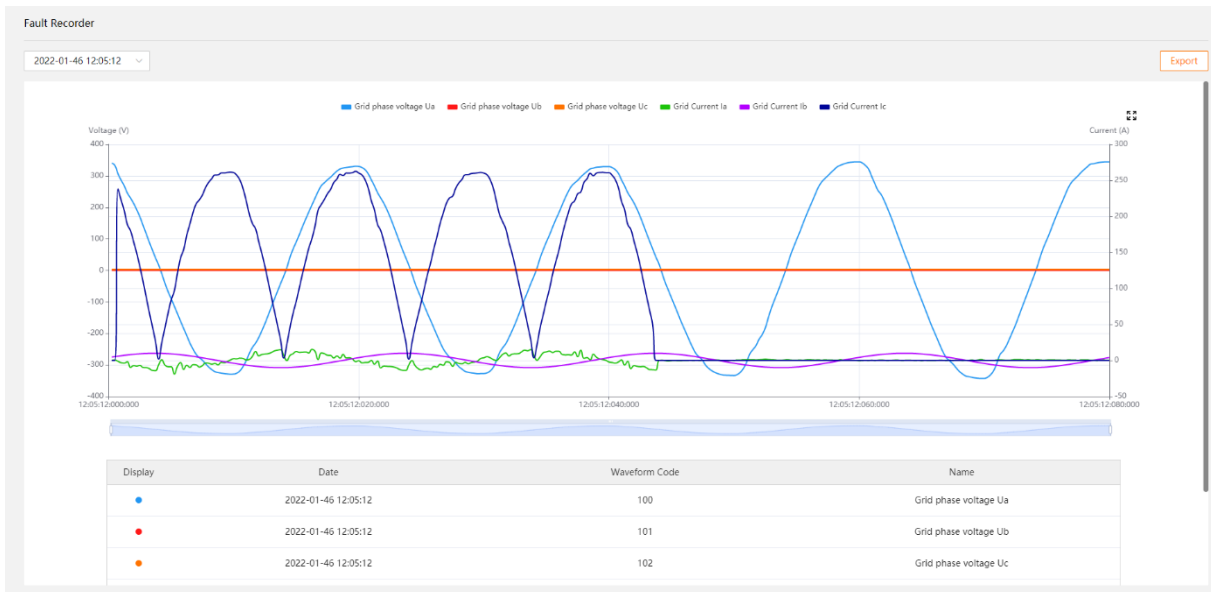 Fault Recorder
2022-01-46 12:05:12
Export
Grid phase voltage Ua Grid phase voltage Ub Grid phase voltage Uc Grid Current Ia Grid Current Ib Grid Current Ic
Voltage (V) Current (A)
400 300
300 250
200 200
100 150
0
-100 100
-200 50
-300 0
-400 -50
12:05:12:000:000 12:05:12:020:000 12:05:12:040:000 12:05:12:060:000 12:05:12:080:000
Display Date Waveform Code Name
2022-01-46 12:05:12 100 Grid phase voltage Ua
2022-01-46 12:05:12 101 Grid phase voltage Ub
2022-01-46 12:05:12 102 Grid phase voltage Uc